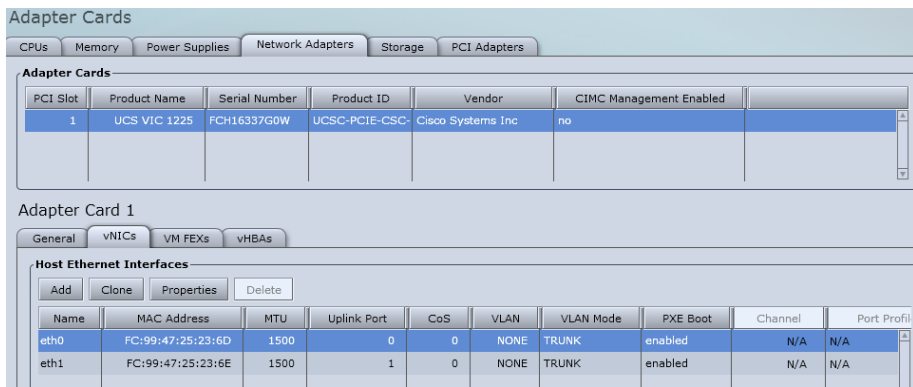 Adapter Cards
CPUs Memory Power Supplies Network Adapters Storage PCI Adapters
Adapter Cards
PCI Slot Product Name Serial Number Product ID Vendor CIMC Management Enabled
1 UCS VIC 1225 FCH16337G0W UCSC-PCIE-CSC- Cisco Systems Inc no
Adapter Card 1
General vNICs VM FEXs vHBAs
Host Ethernet Interfaces
Add Clone Properties Delete
Name MAC Address MTU Uplink Port CoS VLAN VLAN Mode PXE Boot Channel Port Profil
eth0 FC:99:47:25:23:6D 1500 0 0 NONE TRUNK enabled N/A N/A
eth1 FC:99:47:25:23:6E 1500 1 0 NONE TRUNK enabled N/A N/A